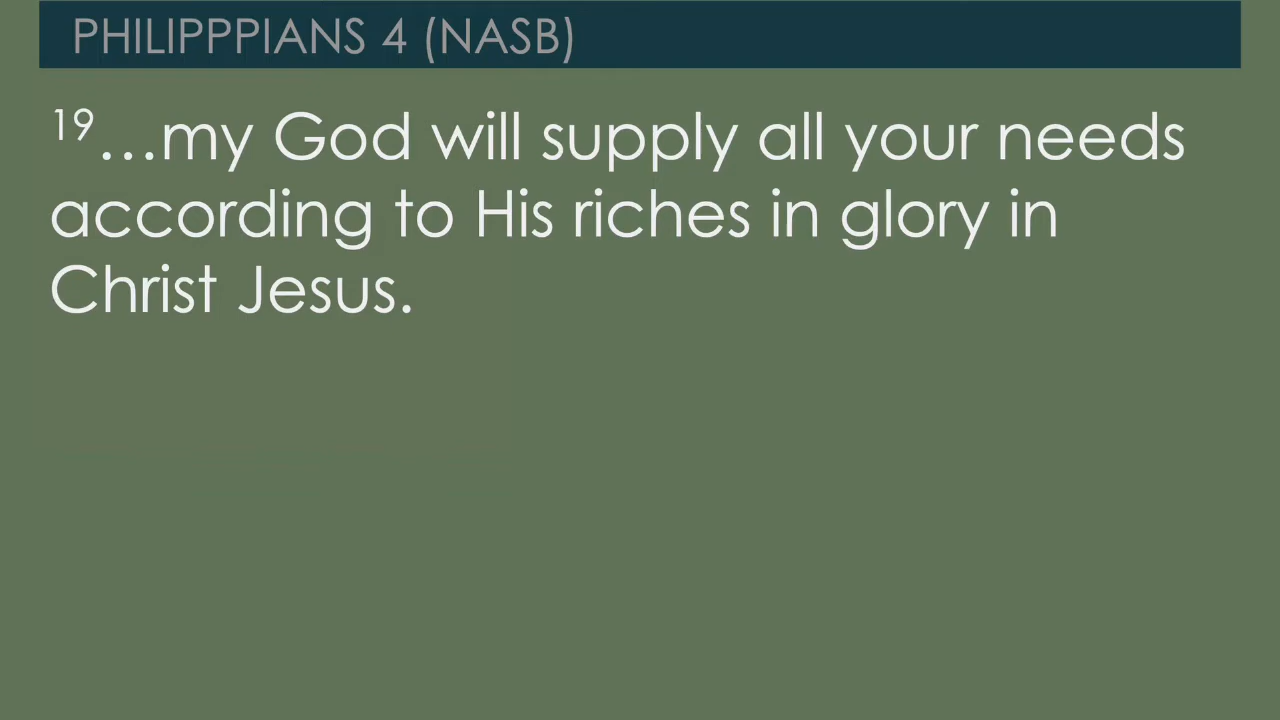 PHILIPPPIANS 4 (NASB)
19…my God will supply all your needs
according to His riches in glory in
Christ Jesus.